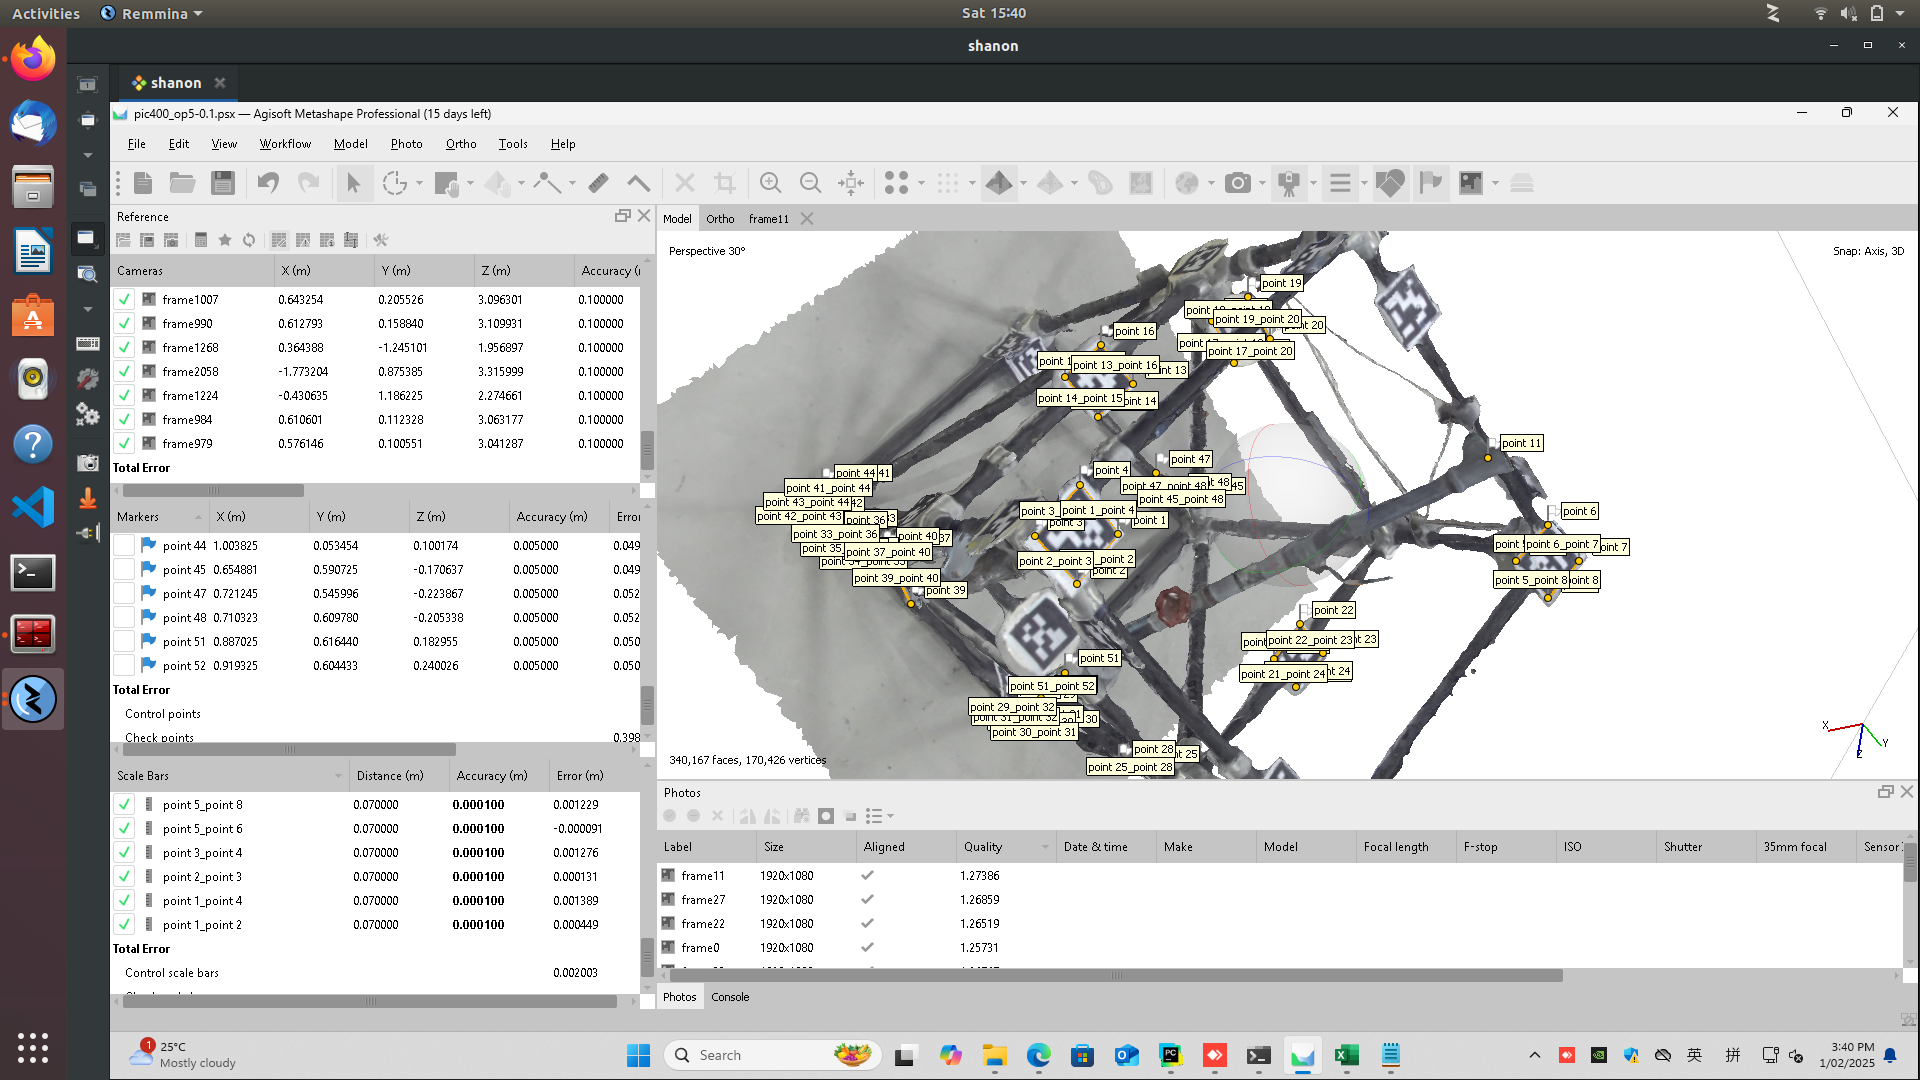 Activities
Remmina
Sat 15:40
shanon
shanon
pic400_op5-0.1.psx — Agisoft Metashape Professional (15 days left)
File Edit View Workflow Model Photo Ortho Tools Help
Reference
Cameras X (m) Y (m) Z (m) Accuracy (
frame1007 0.643254 0.205526 3.096301 0.100000
frame990 0.612793 0.158840 3.109931 0.100000
frame1268 0.364388 -1.245101 1.956897 0.100000
frame2058 -1.773204 0.875385 3.315999 0.100000
frame1224 -0.430635 1.186225 2.274661 0.100000
frame984 0.610601 0.112328 3.063177 0.100000
frame979 0.576146 0.100551 3.041287 0.100000
Total Error
Markers X (m) Y (m) Z (m) Accuracy (m) Error
point 44 1.003825 0.053454 0.100174 0.005000 0.049
point 45 0.654881 0.590725 -0.170637 0.005000 0.049
point 47 0.721245 0.545996 -0.223867 0.005000 0.052
point 48 0.710323 0.609780 -0.205338 0.005000 0.050
point 51 0.887025 0.616440 0.182955 0.005000 0.050
point 52 0.919325 0.604433 0.240026 0.005000 0.050
Total Error
Control points
Check points 0.398
Scale Bars Distance (m) Accuracy (m) Error (m)
point 5_point 8 0.070000 0.000100 0.001229
point 5_point 6 0.070000 0.000100 -0.000091
point 3_point 4 0.070000 0.000100 0.001276
point 2_point 3 0.070000 0.000100 0.000131
point 1_point 4 0.070000 0.000100 0.001389
point 1_point 2 0.070000 0.000100 0.000449
Total Error
Control scale bars 0.002003
Model Ortho frame11
Perspective 30°
Snap: Axis, 3D
point 19
point 19_point 20
point 20
point 17_point 20
point 16
point 13_point 16
point 13
point 14_point 15
point 14
point 11
point 47
point 4
point 47_point 48
point 45_point 48
point 44
point 41_point 44
point 43_point 44
point 42_point 43
point 36
point 33_point 36
point 40
point 37_point 40
point 39_point 40
point 39
point 1_point 4
point 1
point 3
point 2_point 3
point 2
point 6
point 6_point 7
point 5_point 8
point 22
point 22_point 23
point 21_point 24
point 51
point 51_point 52
point 29_point 32
point 31_point 32
point 30_point 31
point 28
point 25_point 28
X
Y
Z
340,167 faces, 170,426 vertices
Photos
Label Size Aligned Quality Date & time Make Model Focal length F-stop ISO Shutter 35mm focal Sensor
frame11 1920x1080 1.27386
frame27 1920x1080 1.26859
frame22 1920x1080 1.26519
frame0 1920x1080 1.25731
Photos Console
1
25°C
Mostly cloudy
Search
英
拼
3:40 PM
1/02/2025